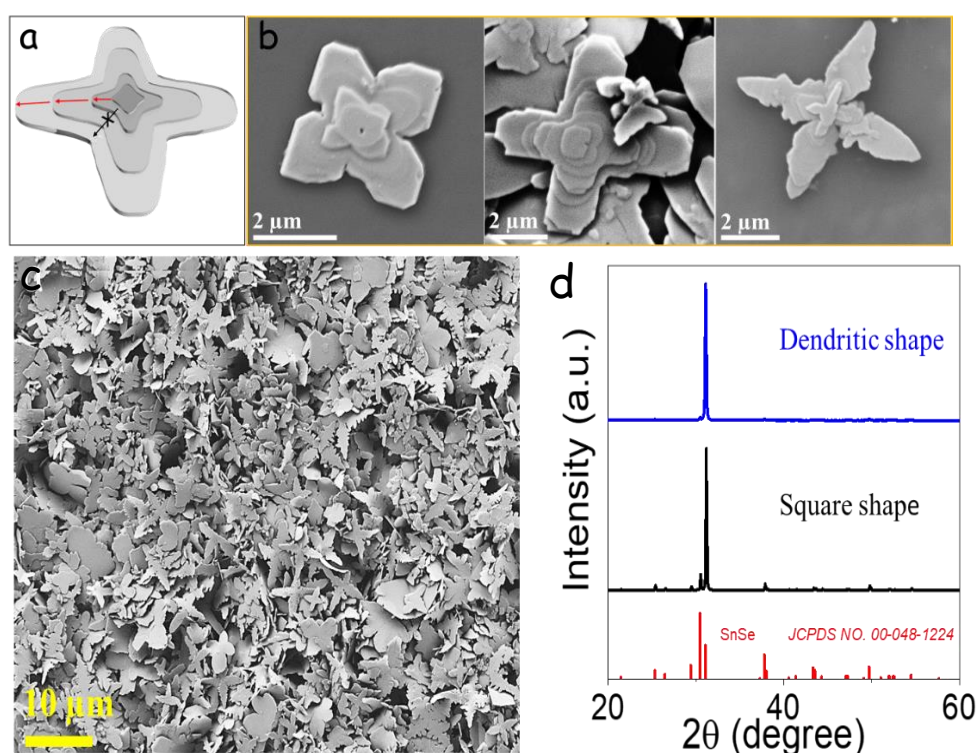 a
b
2 µm
2 µm
2 µm
c
10 µm
d
Dendritic shape
Square shape
SnSe
JCPDS NO. 00-048-1224
Intensity (a.u.)
20
40
60
2θ (degree)